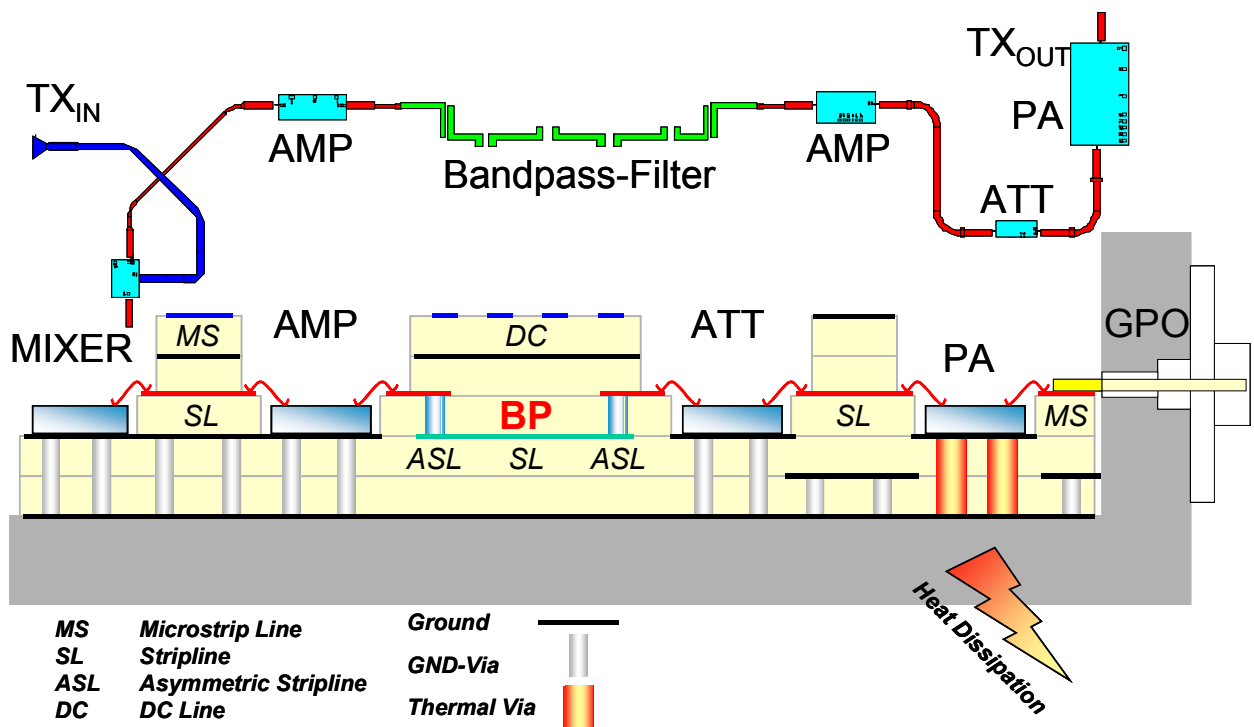 TX_IN
AMP
Bandpass-Filter
AMP
ATT
TX_OUT
PA
MIXER
MS
AMP
DC
ATT
PA
GPO
SL
BP
SL
MS
ASL
SL
ASL
Heat Dissipation
MS Microstrip Line
SL Stripline
ASL Asymmetric Stripline
DC DC Line
Ground
GND-Via
Thermal Via